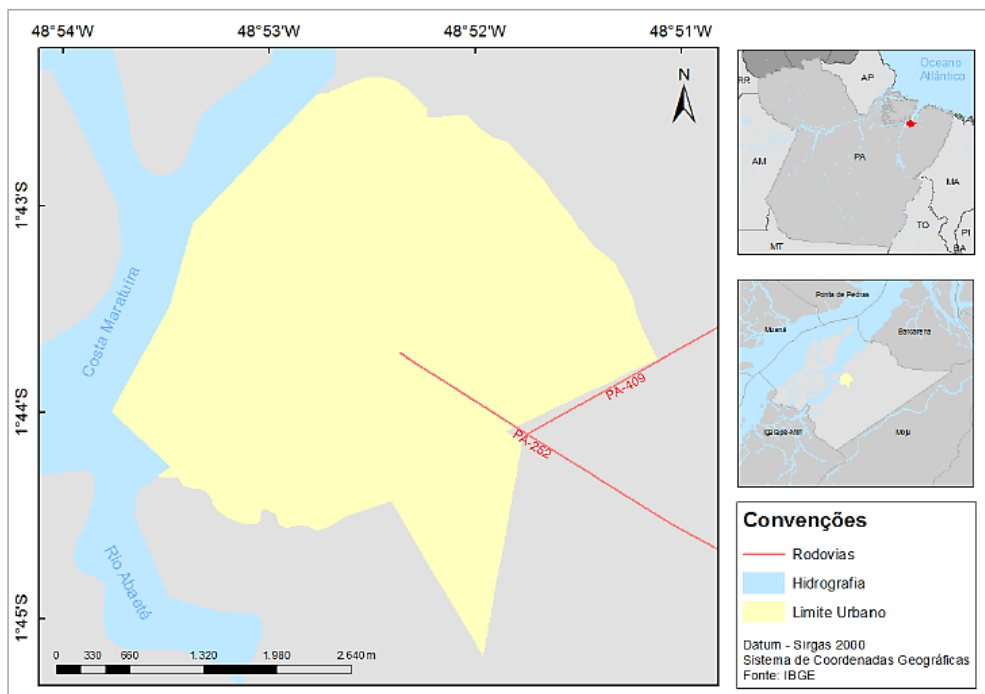 48°54'W 48°53'W 48°52'W 48°51'W
N
1°43'S
1°44'S
1°45'S
Costa Maratuíra
Rio Abaeté
PA-409
PA-252
0 330 660 1.320 1.980 2.640 m
Oceano
Atlântico
RR
AP
AM
PA
MA
TO
PI
BA
MT
Ponta de Pedras
Muaná
Barcarena
Igarapé-Miri
Moju
Convenções
Rodovias
Hidrografia
Limite Urbano
Datum - Sirgas 2000
Sistema de Coordenadas Geográficas
Fonte: IBGE